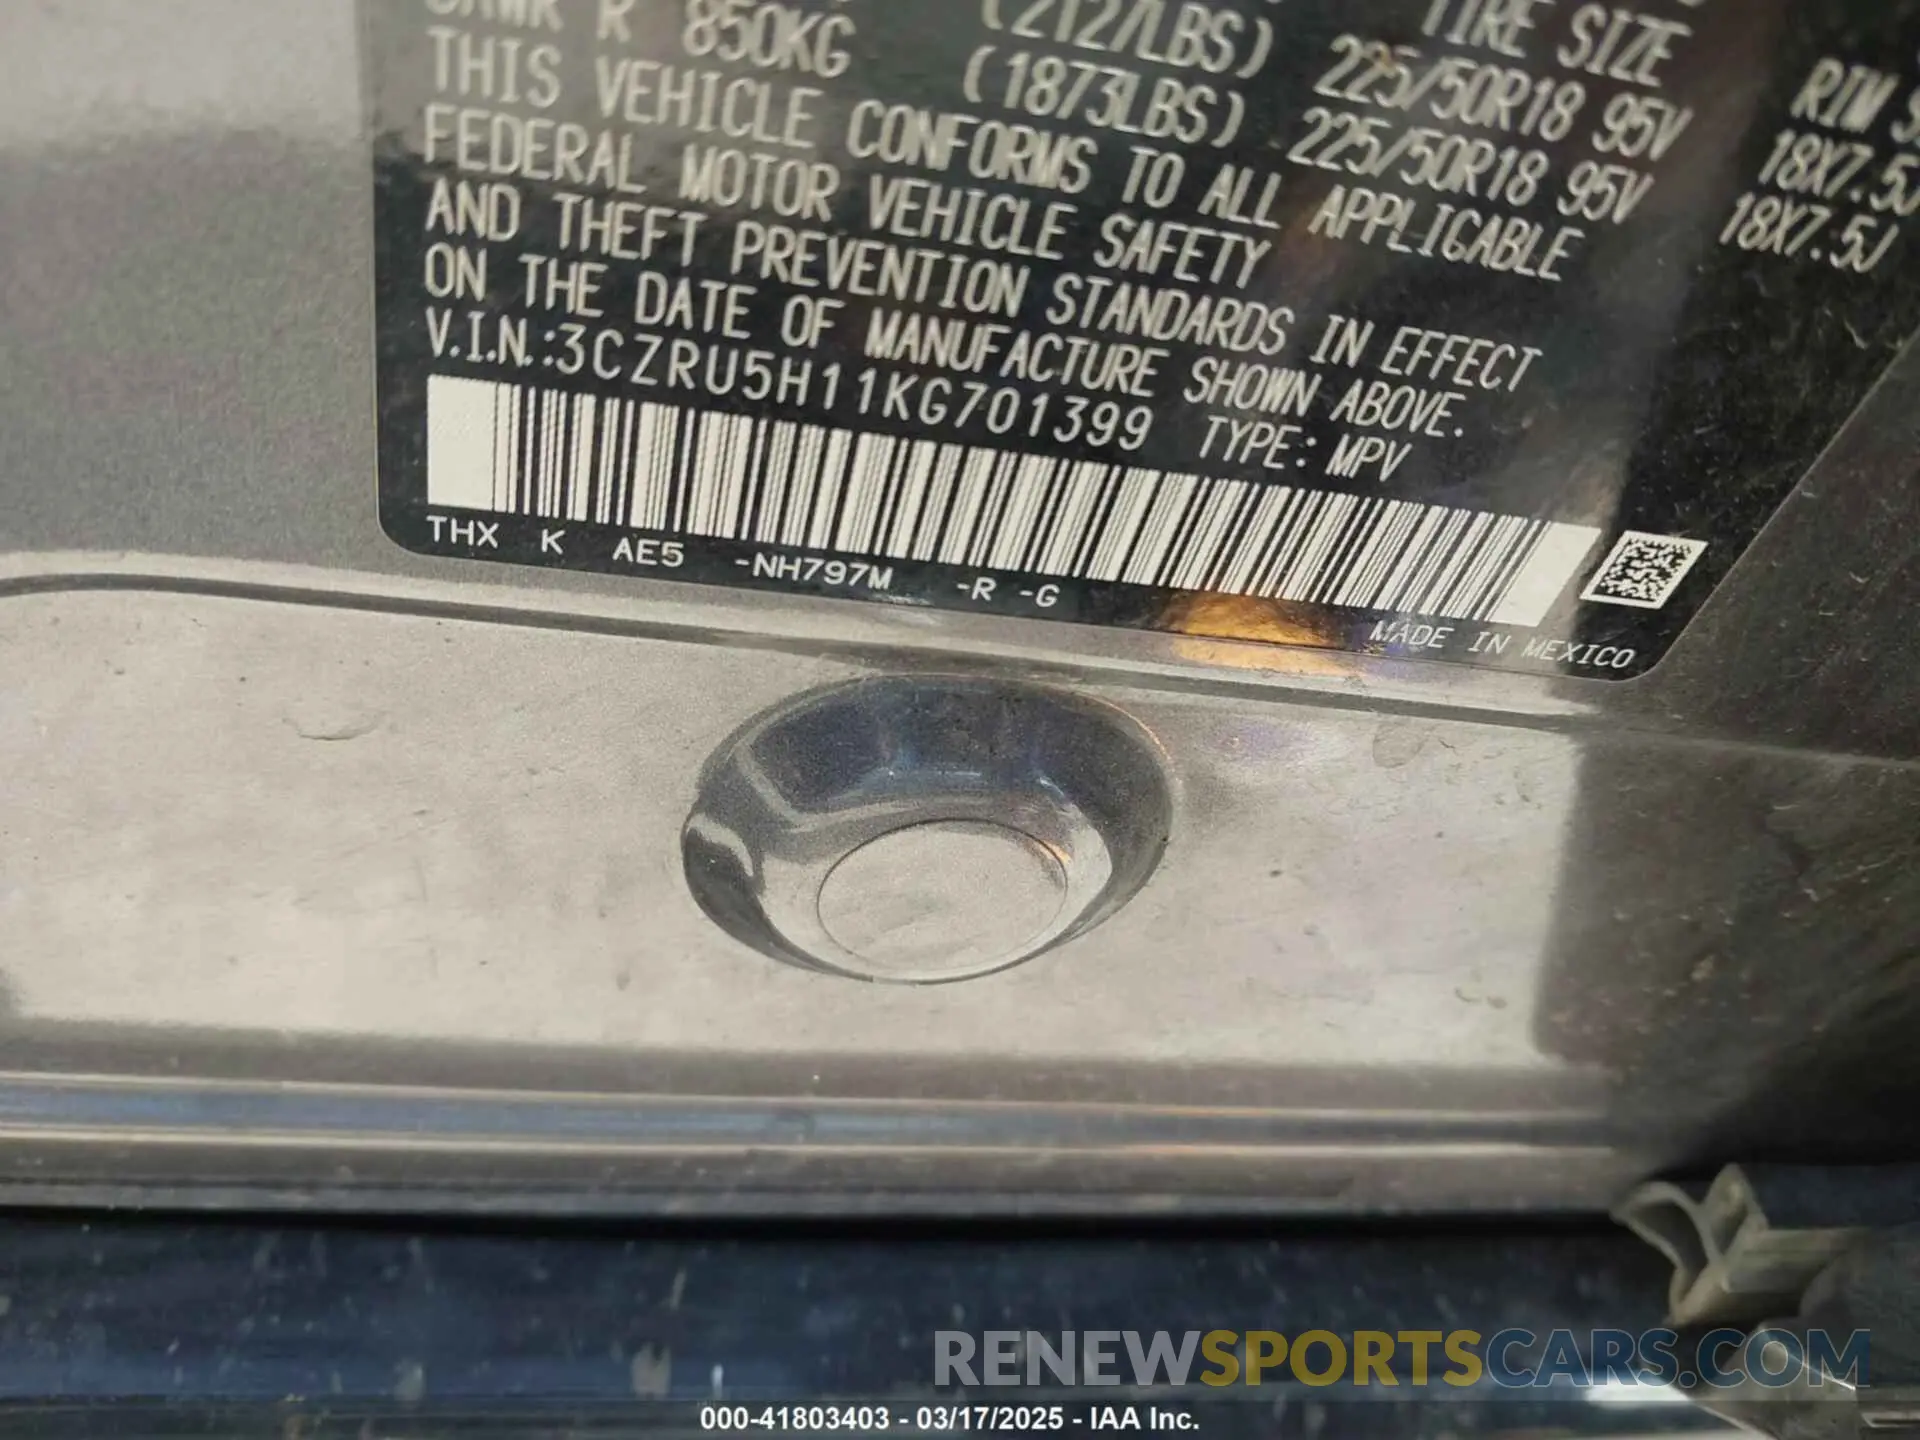 850KG (2127LBS) 225/50R18 95V 18X7.5J
TIRE SIZE RIM
(1873LBS) 225/50R18 95V 18X7.5J
THIS VEHICLE CONFORMS TO ALL APPLICABLE
FEDERAL MOTOR VEHICLE SAFETY
AND THEFT PREVENTION STANDARDS IN EFFECT
ON THE DATE OF MANUFACTURE SHOWN ABOVE.
V.I.N.:3CZRU5H11KG701399 TYPE: MPV
THX K AE5 -NH797M -R -G
MADE IN MEXICO
RENEWSPORTSCARS.COM
000-41803403 - 03/17/2025 - IAA Inc.